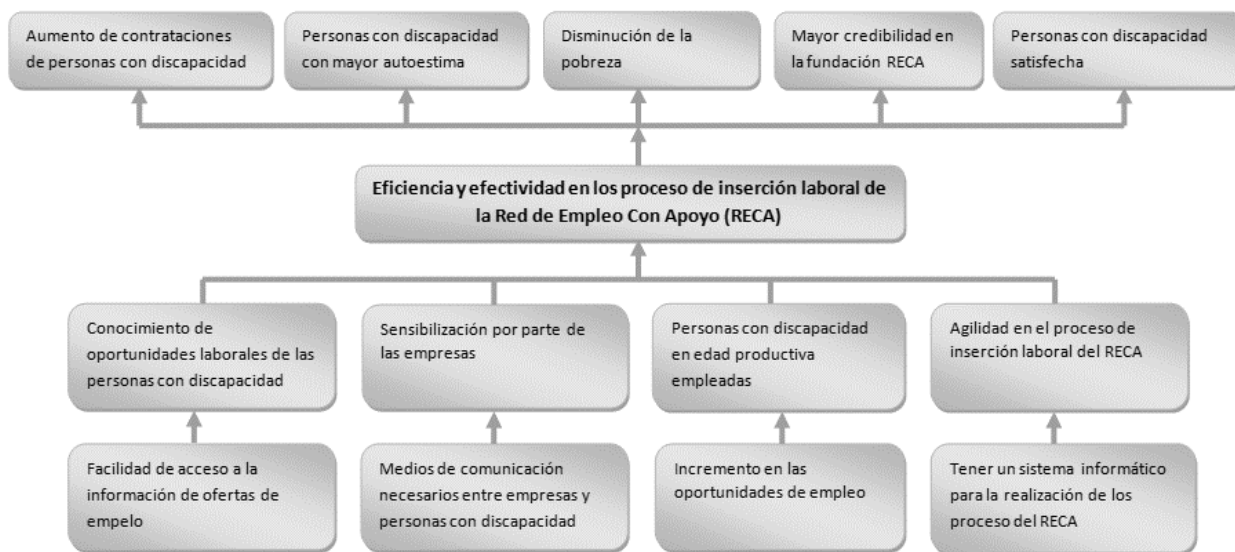 Aumento de contrataciones
de personas con discapacidad
Personas con discapacidad
con mayor autoestima
Disminución de la
pobreza
Mayor credibilidad en
la fundación RECA
Personas con discapacidad
satisfecha
Eficiencia y efectividad en los proceso de inserción laboral de
la Red de Empleo Con Apoyo (RECA)
Conocimiento de
oportunidades laborales de las
personas con discapacidad
Sensibilización por parte de
las empresas
Personas con discapacidad
en edad productiva
empleadas
Agilidad en el proceso de
inserción laboral del RECA
Facilidad de acceso a la
información de ofertas de
empelo
Medios de comunicación
necesarios entre empresas y
personas con discapacidad
Incremento en las
oportunidades de empleo
Tener un sistema informático
para la realización de los
proceso del RECA